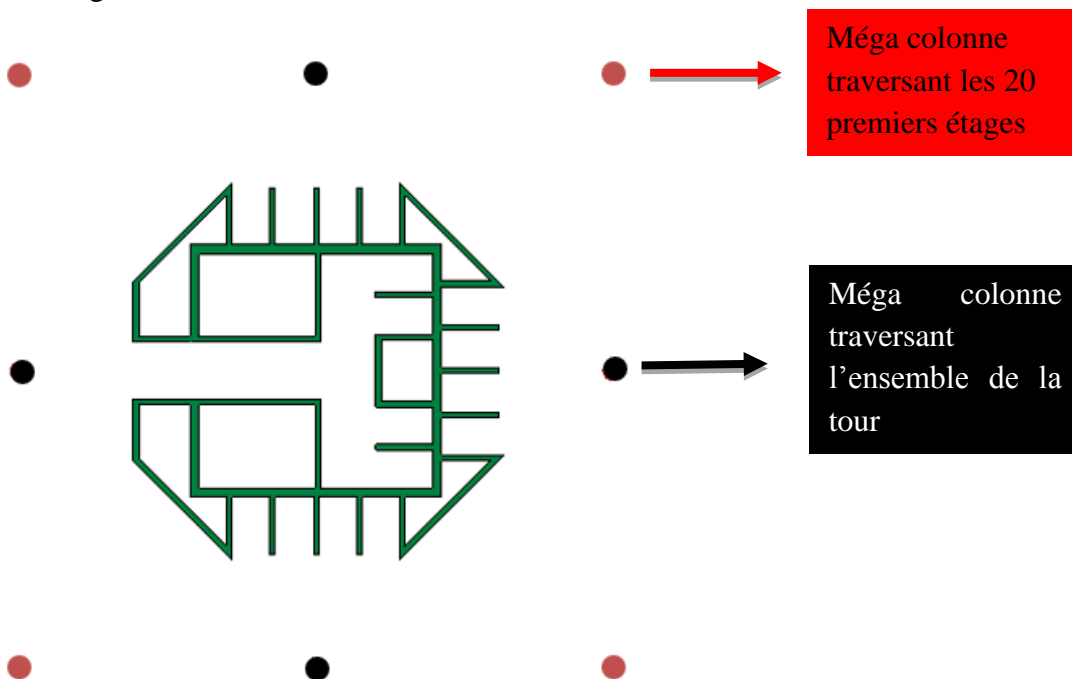 Méga colonne
traversant les 20
premiers étages
Méga colonne
traversant
l’ensemble de la
tour